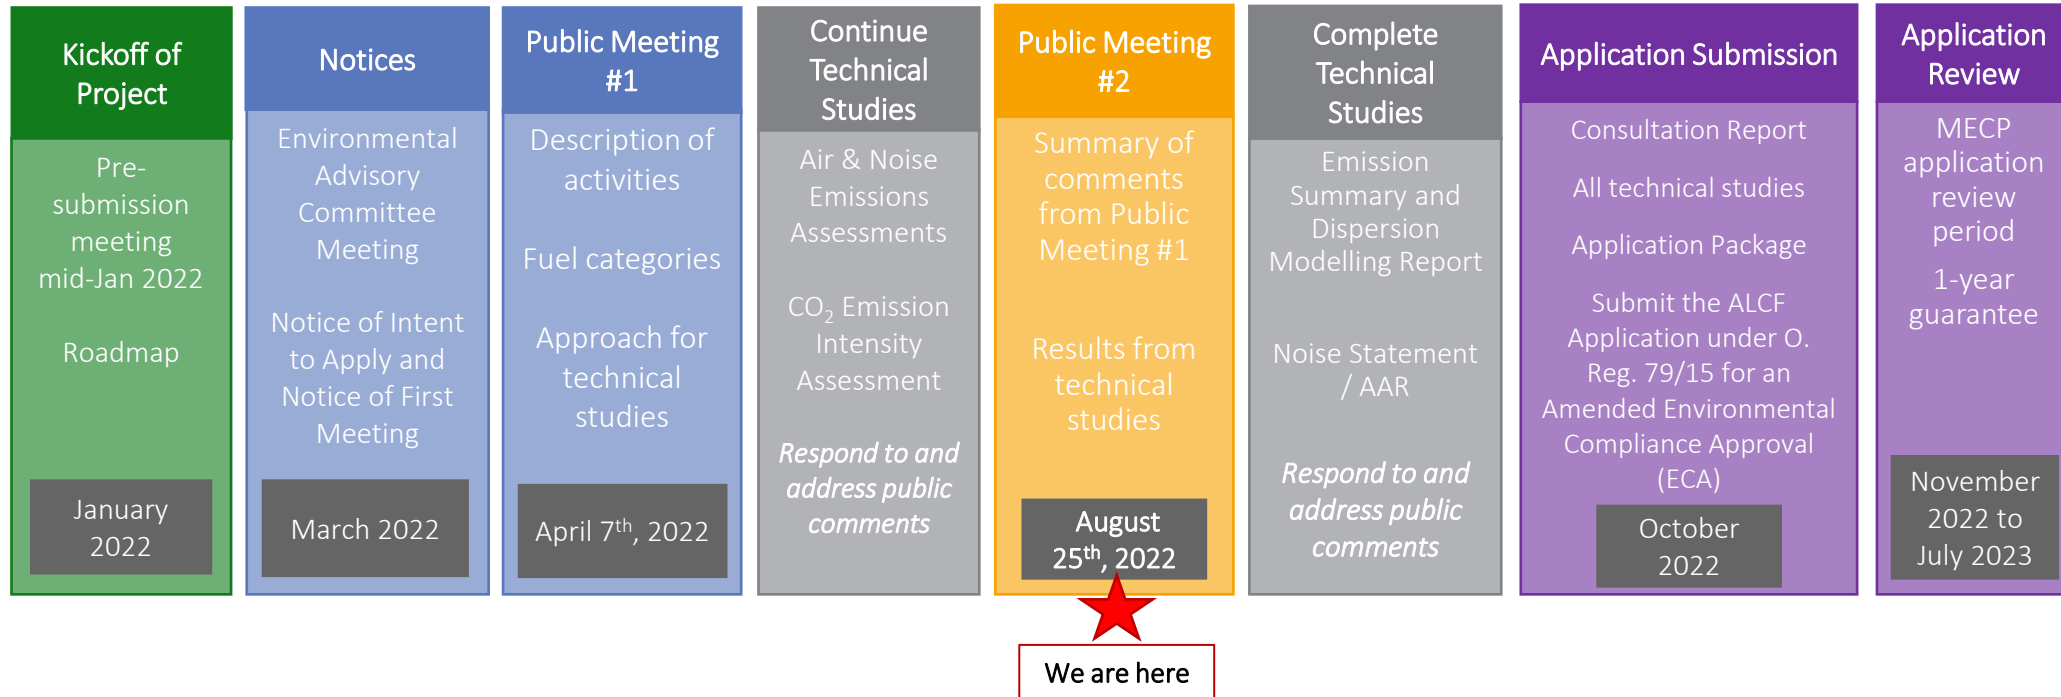 Kickoff of
Project
Pre-
submission
meeting
mid-Jan 2022
Roadmap
January
2022
Notices
Environmental
Advisory
Committee
Meeting
Notice of Intent
to Apply and
Notice of First
Meeting
March 2022
Public Meeting
#1
Description of
activities
Fuel categories
Approach for
technical
studies
April 7th, 2022
Continue
Technical
Studies
Air & Noise
Emissions
Assessments
CO2 Emission
Intensity
Assessment
Respond to and
address public
comments
Public Meeting
#2
Summary of
comments
from Public
Meeting #1
Results from
technical
studies
August
25th, 2022
We are here
Complete
Technical
Studies
Emission
Summary and
Dispersion
Modelling Report
Noise Statement
/ AAR
Respond to and
address public
comments
Application Submission
Consultation Report
All technical studies
Application Package
Submit the ALCF
Application under O.
Reg. 79/15 for an
Amended Environmental
Compliance Approval
(ECA)
October
2022
Application
Review
MECP
application
review
period
1-year
guarantee
November
2022 to
July 2023